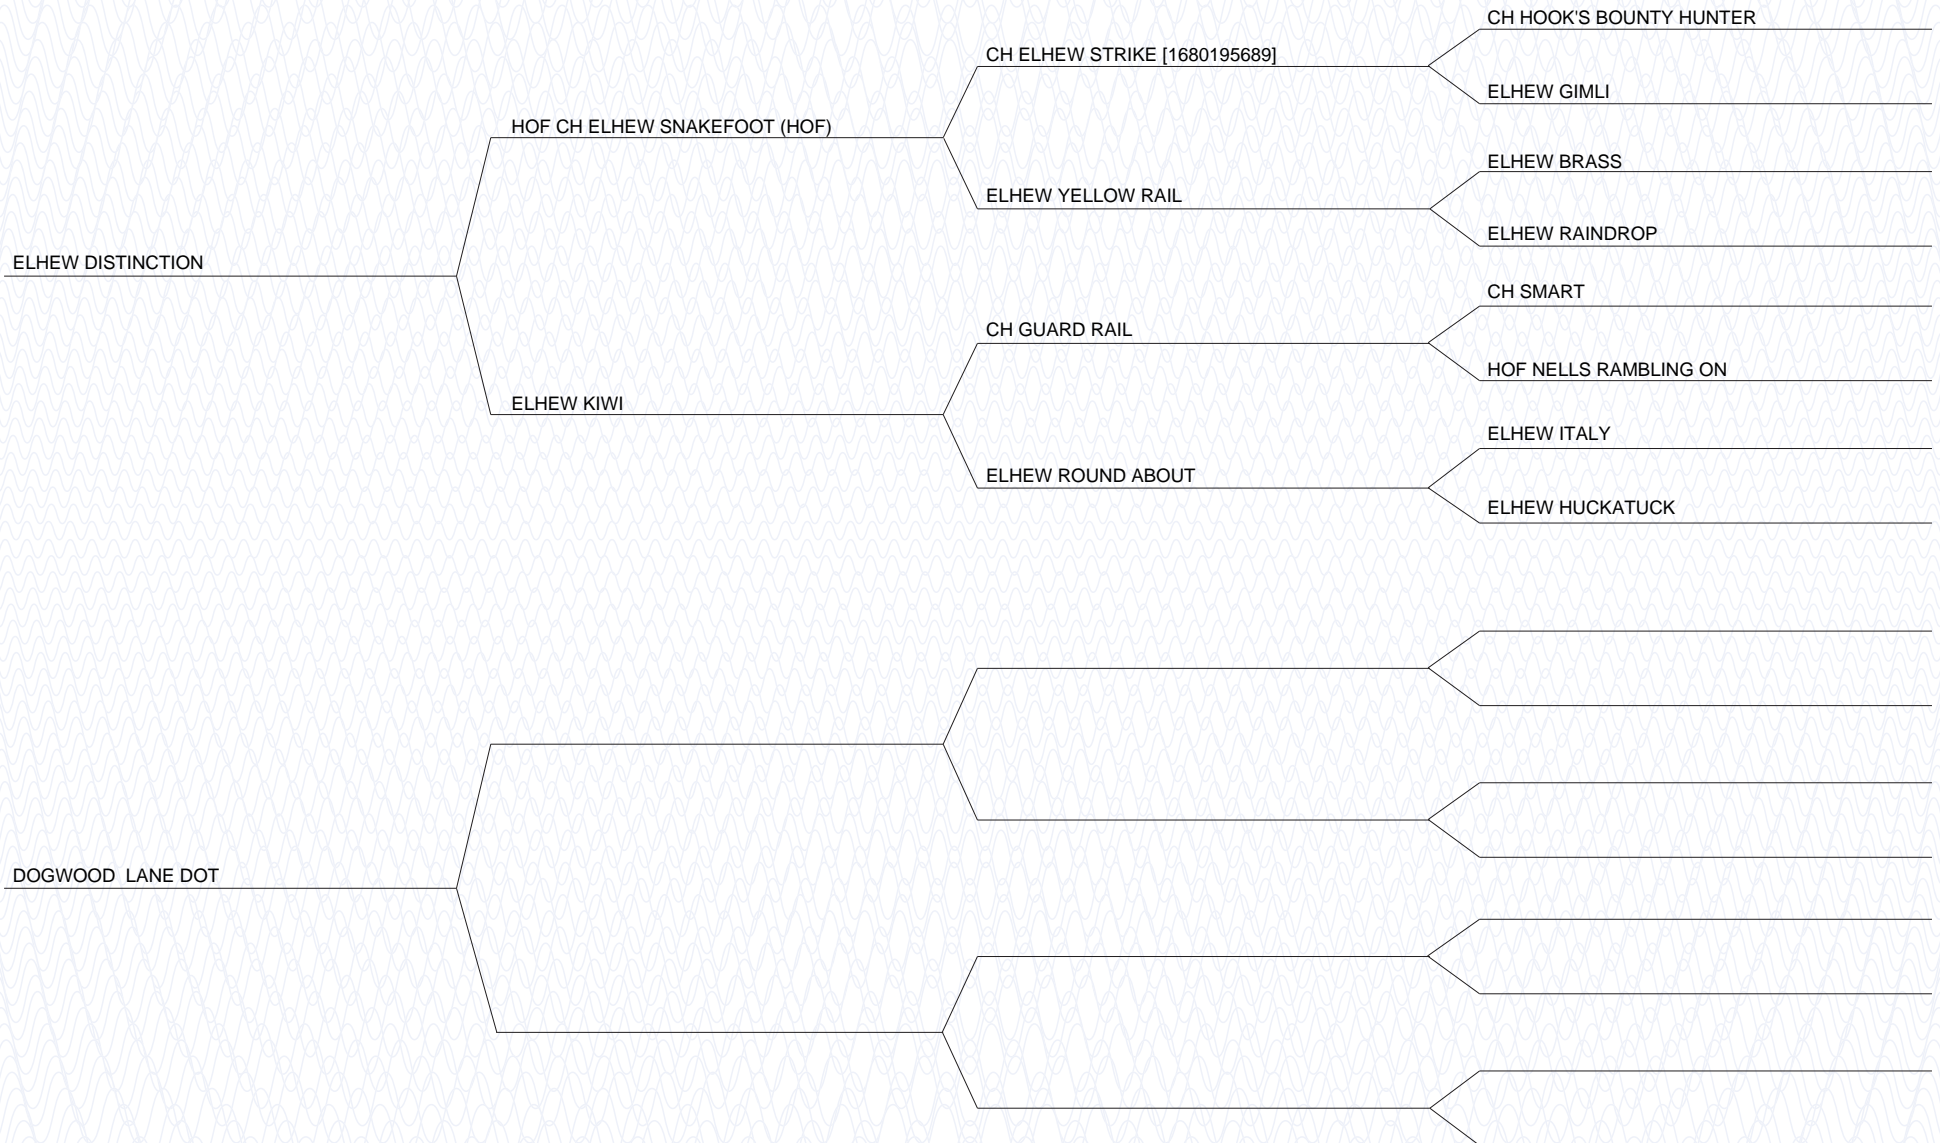 CH HOOK'S BOUNTY HUNTER
CH ELHEW STRIKE [1680195689]
ELHEW GIMLI
HOF CH ELHEW SNAKEFOOT (HOF)
ELHEW BRASS
ELHEW YELLOW RAIL
ELHEW RAINDROP
ELHEW DISTINCTION
CH SMART
CH GUARD RAIL
HOF NELLS RAMBLING ON
ELHEW KIWI
ELHEW ITALY
ELHEW ROUND ABOUT
ELHEW HUCKATUCK
DOGWOOD  LANE DOT